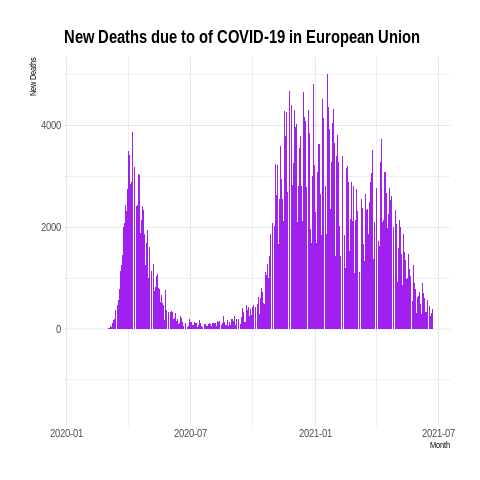 New Deaths due to of COVID-19 in European Union
New Deaths
4000
2000
0
2020-01
2020-07
2021-01
2021-07
Month